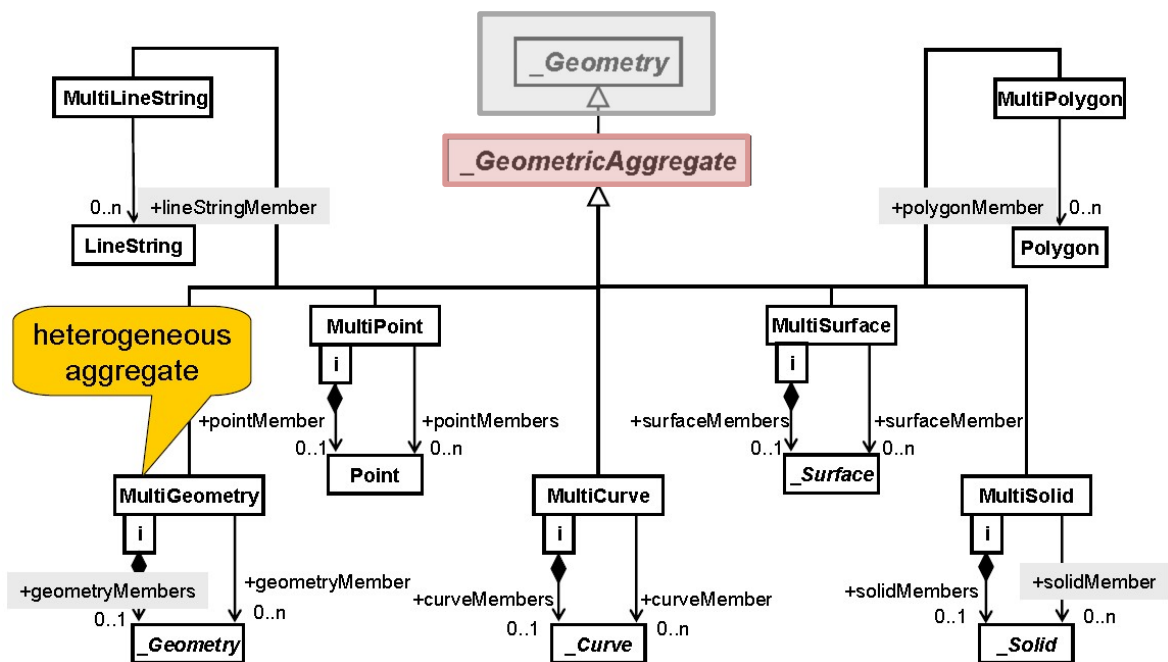 _Geometry
MultiLineString
MultiPolygon
_GeometricAggregate
0..n
+lineStringMember
+polygonMember
0..n
LineString
Polygon
heterogeneous
aggregate
MultiPoint
i
+pointMember
+pointMembers
0..1
0..n
Point
MultiSurface
i
+surfaceMembers
+surfaceMember
0..1
0..n
_Surface
MultiGeometry
i
+geometryMembers
+geometryMember
0..1
0..n
_Geometry
MultiCurve
i
+curveMembers
+curveMember
0..1
0..n
_Curve
MultiSolid
i
+solidMembers
+solidMember
0..1
0..n
_Solid